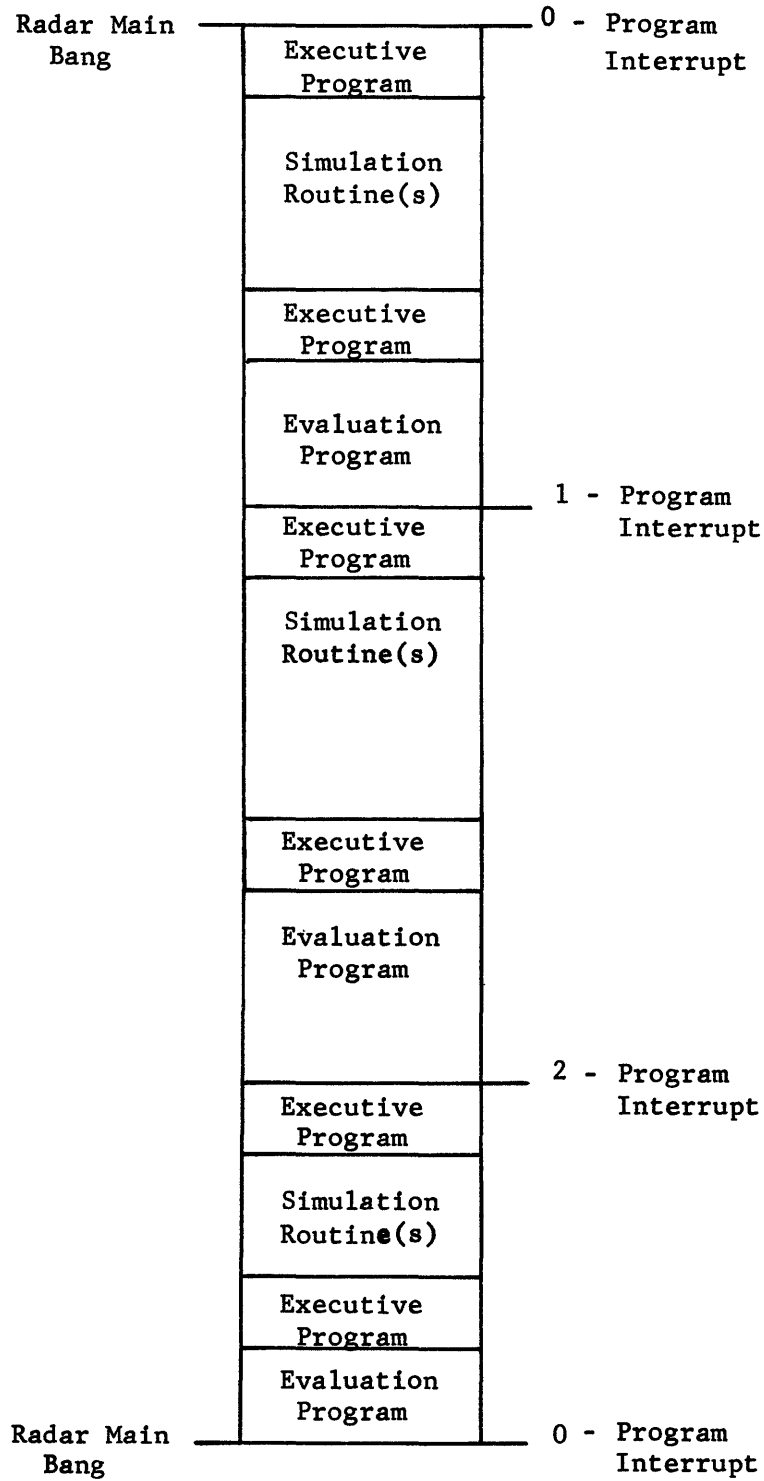 Radar Main
Bang
0 - Program
Interrupt
Executive
Program
Simulation
Routine(s)
Executive
Program
Evaluation
Program
1 - Program
Interrupt
Executive
Program
Simulation
Routine(s)
Executive
Program
Evaluation
Program
2 - Program
Interrupt
Executive
Program
Simulation
Routine(s)
Executive
Program
Evaluation
Program
Radar Main
Bang
0 - Program
Interrupt